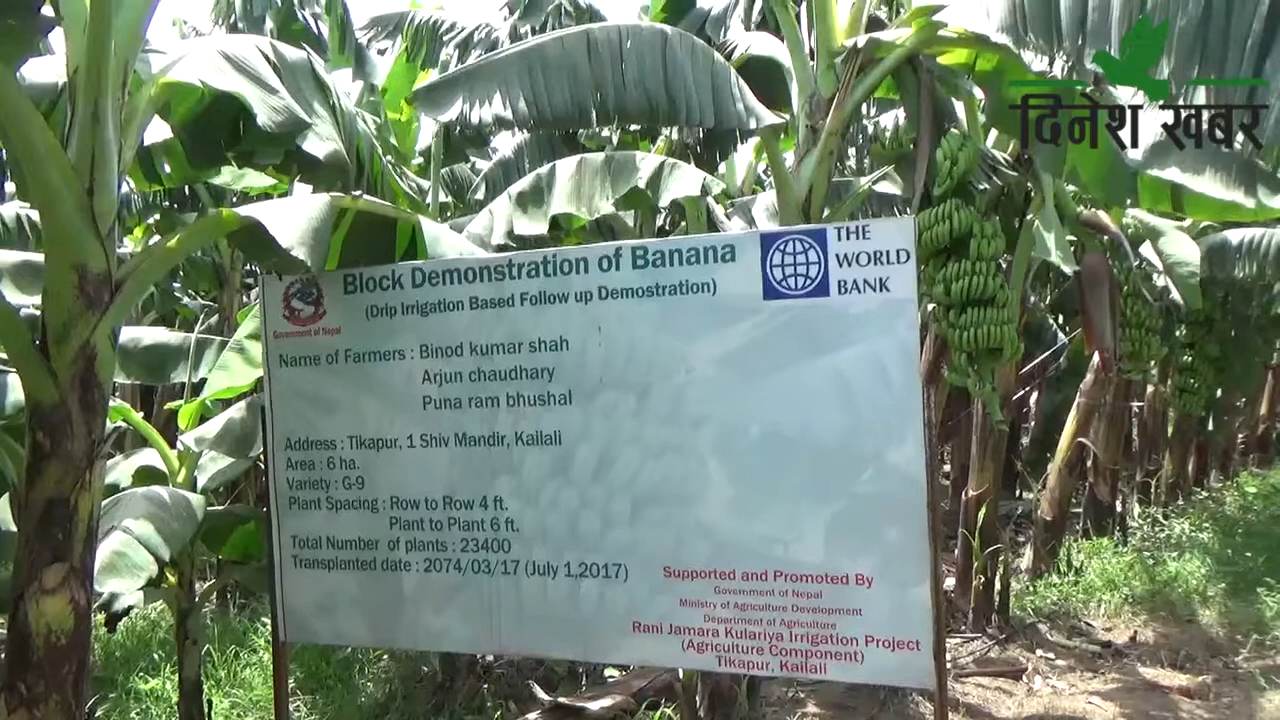 दिनेश खबर
THE
WORLD
BANK
Block Demonstration of Banana
(Drip Irrigation Based Follow up Demostration)
Government of Nepal
Name of Farmers : Binod kumar shah
Arjun chaudhary
Puna ram bhushal
Address : Tikapur, 1 Shiv Mandir, Kailali
Area : 6 ha.
Variety : G-9
Plant Spacing : Row to Row 4 ft.
Plant to Plant 6 ft.
Total Number of plants : 23400
Transplanted date : 2074/03/17 (July 1,2017)
Supported and Promoted By
Government of Nepal
Ministry of Agriculture Development
Department of Agriculture
Rani Jamara Kulariya Irrigation Project
(Agriculture Component)
Tikapur, Kailali